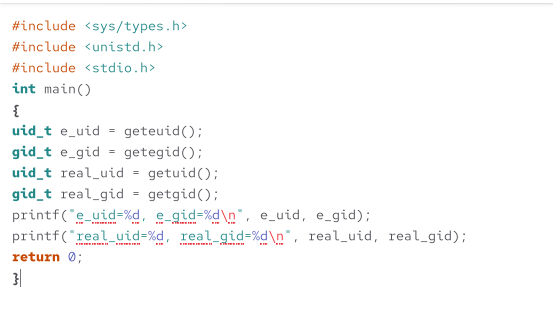 #include <sys/types.h>
#include <unistd.h>
#include <stdio.h>
int main()
{
uid_t e_uid = geteuid();
gid_t e_gid = getegid();
uid_t real_uid = getuid();
gid_t real_gid = getgid();
printf("e_uid=%d, e_gid=%d\n", e_uid, e_gid);
printf("real_uid=%d, real_gid=%d\n", real_uid, real_gid);
return 0;
}